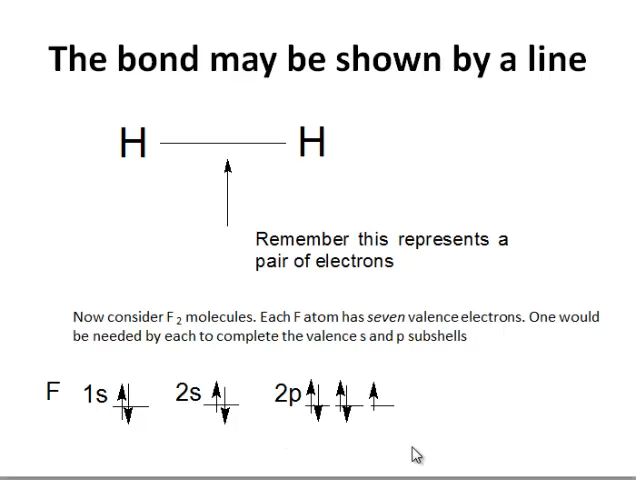 The bond may be shown by a line
H H
Remember this represents a
pair of electrons
Now consider F2 molecules. Each F atom has seven valence electrons. One would
be needed by each to complete the valence s and p subshells
F 1s 2s 2p